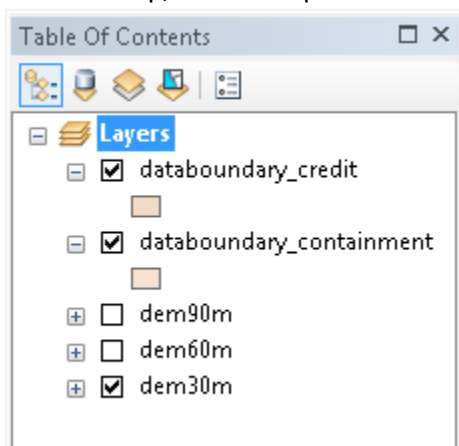 Table Of Contents
Layers
databoundary_credit
databoundary_containment
dem90m
dem60m
dem30m